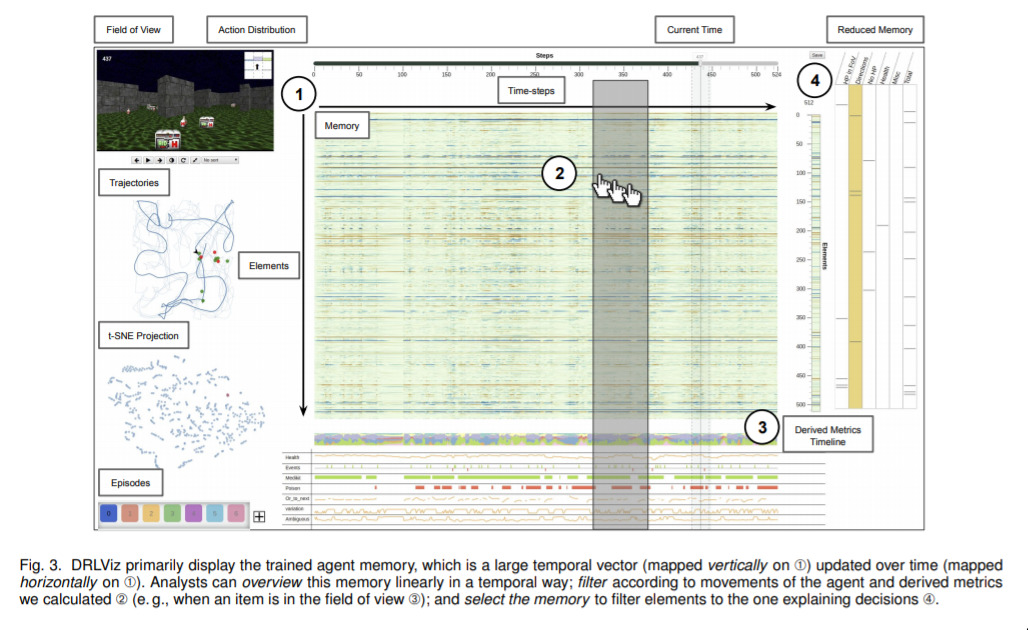 Field of View
Action Distribution
Current Time
Reduced Memory
437
Steps
0 50 100 150 200 250 300 350 400 450 500 524
437
Save
HP in FoV
Directions
No HP
Health
Misc
Total
1
Time-steps
4
512
Memory
2
No sort
Trajectories
Elements
0
50
100
150
200
250
300
350
400
450
500
Elements
t-SNE Projection
3
Derived Metrics
Timeline
Health
Events
Medikit
Poison
Or_to_next
variation
Ambiguous
Episodes
0 1 2 3 4 5 6
Fig. 3. DRLViz primarily display the trained agent memory, which is a large temporal vector (mapped vertically on ①) updated over time (mapped
horizontally on ①). Analysts can overview this memory linearly in a temporal way; filter according to movements of the agent and derived metrics
we calculated ② (e. g., when an item is in the field of view ③); and select the memory to filter elements to the one explaining decisions ④.